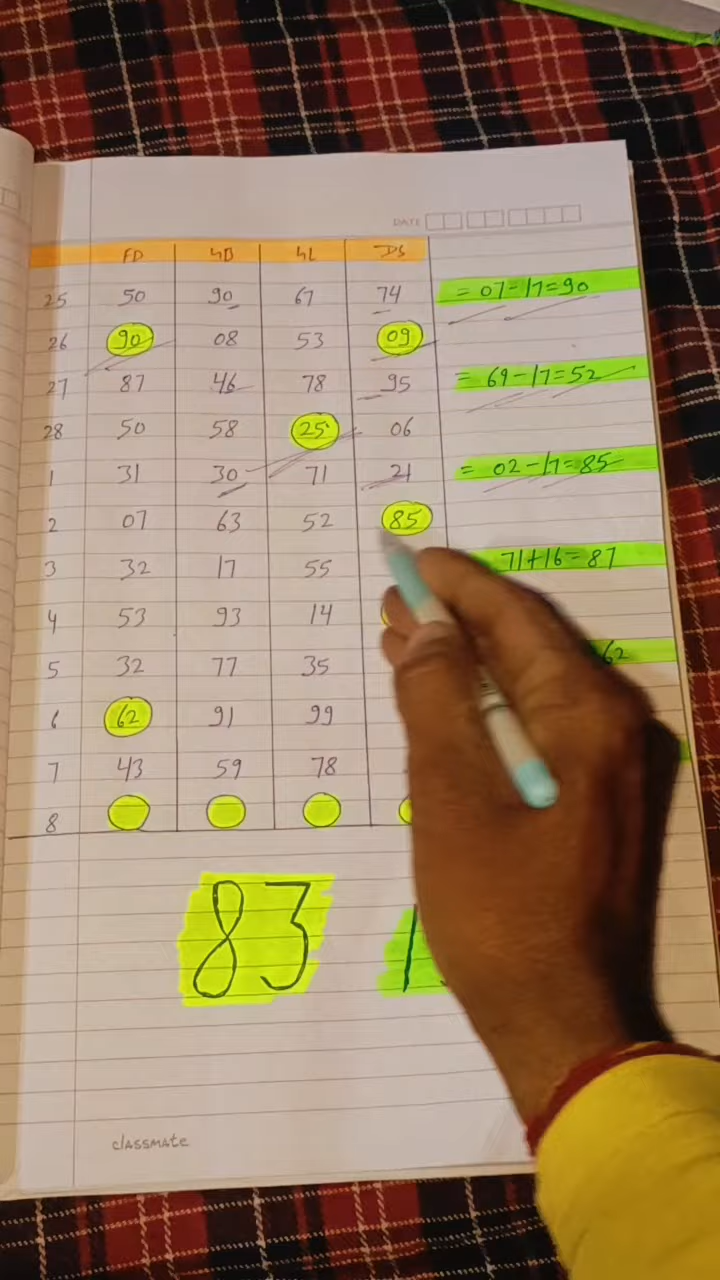 DATE
FD GB GL DS
25 50 90 67 74 = 07-17=90
26 90 08 53 09
27 87 46 78 95 = 69-17=52
28 50 58 25 06
1 31 30 71 21 = 02-17=85
2 07 63 52 85
3 32 17 55 71+16=87
4 53 93 14
5 32 77 35 62
6 62 91 99
7 43 59 78
8
83
classmate